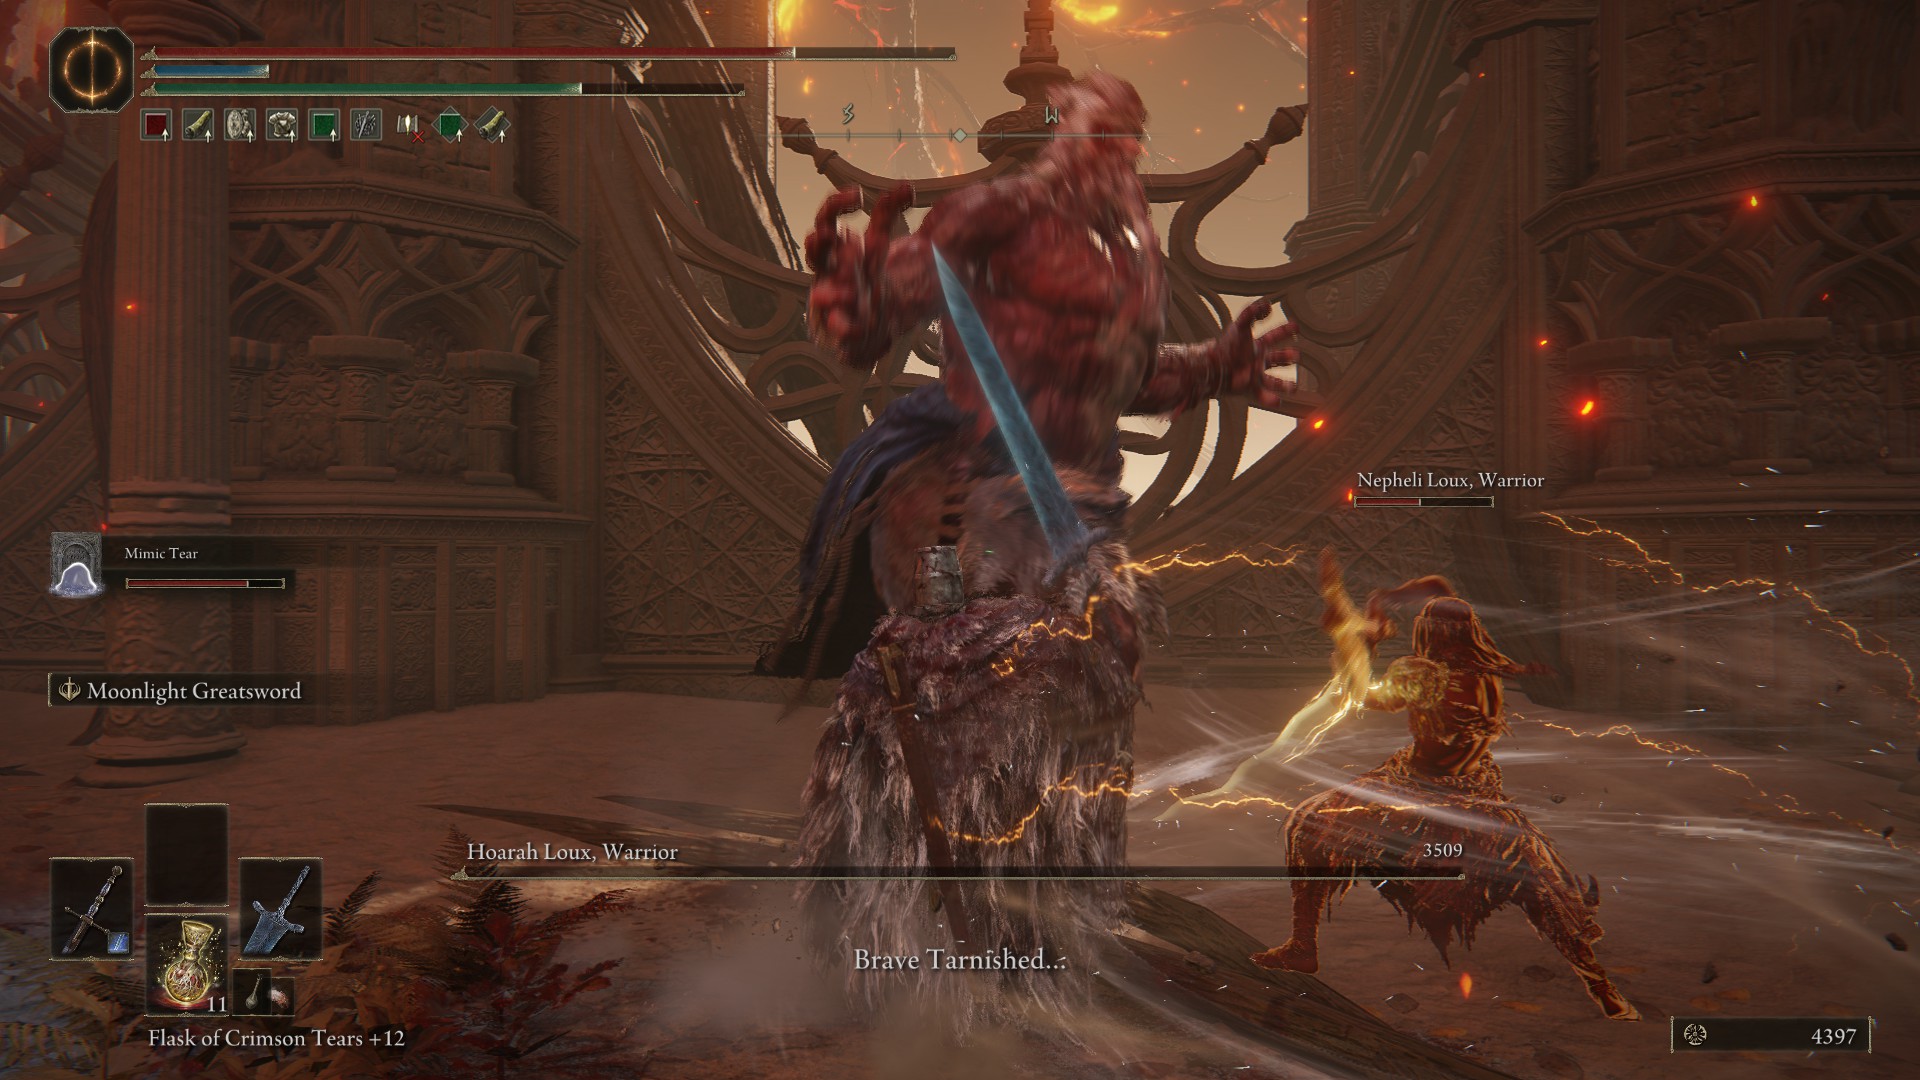 S
W
Nepheli Loux, Warrior
Mimic Tear
Moonlight Greatsword
Hoarah Loux, Warrior
3509
Brave Tarnished...
11
Flask of Crimson Tears +12
4397